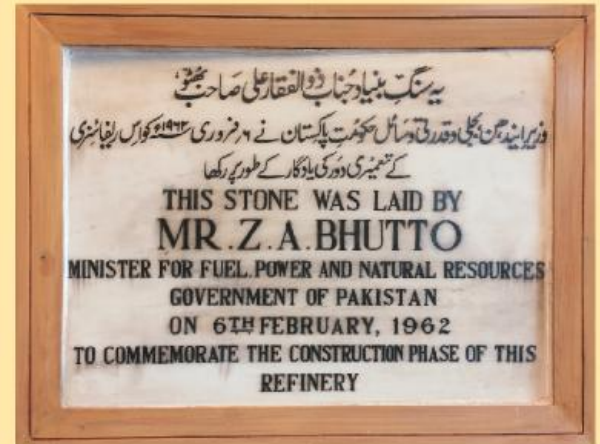 یہ سنگِ بنیاد جناب ذوالفقار علی صاحب بھٹو،
وزیر ایندھن بجلی و قدرتی وسائل حکومتِ پاکستان نے ۶ فروری ۱۹۶۲ء کو اس ریفائنری
کے تعمیری دور کی یادگار کے طور پر رکھا
THIS STONE WAS LAID BY
MR. Z. A. BHUTTO
MINISTER FOR FUEL. POWER AND NATURAL RESOURCES
GOVERNMENT OF PAKISTAN
ON 6TH FEBRUARY, 1962
TO COMMEMORATE THE CONSTRUCTION PHASE OF THIS
REFINERY